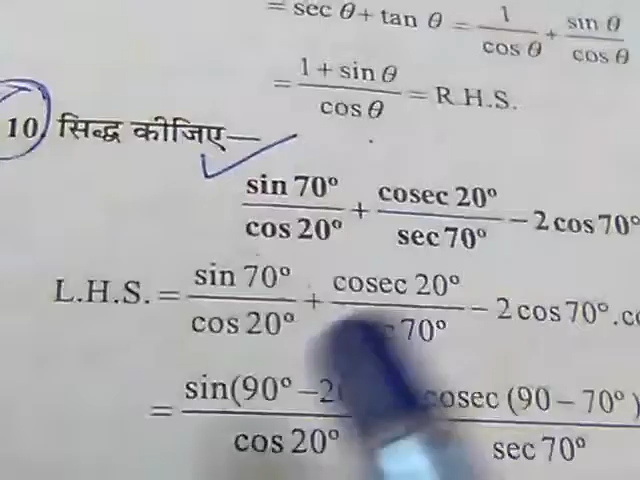 = sec θ + tan θ = 1/cos θ + sin θ/cos θ
= 1 + sin θ/cos θ = R.H.S.
10 सिद्ध कीजिए—
sin 70°/cos 20° + cosec 20°/sec 70° − 2 cos 70°
L.H.S. = sin 70°/cos 20° + cosec 20°/70° − 2 cos 70° .
= sin(90° − cosec (90 − 70°)
cos 20° sec 70°